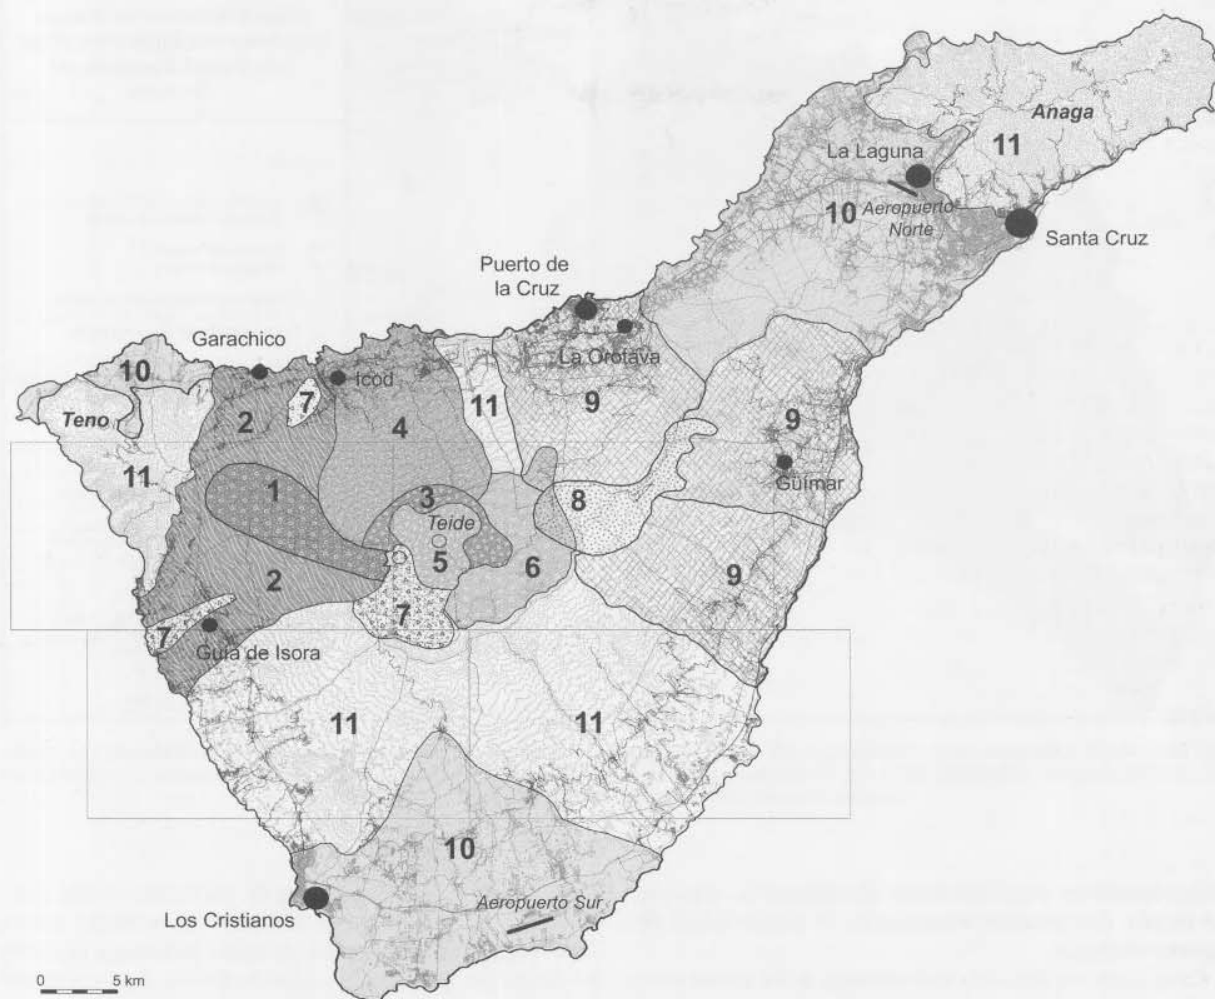 Anaga
11
La Laguna
10
Aeropuerto
Norte
Santa Cruz
Puerto de
la Cruz
Garachico
La Orotava
10
Icod
7
2
Teno
4
11
9
9
11
Güímar
1
3
8
Teide
5
6
2
9
7
7
Guía de Isora
11
11
10
Aeropuerto Sur
Los Cristianos
0 5 km